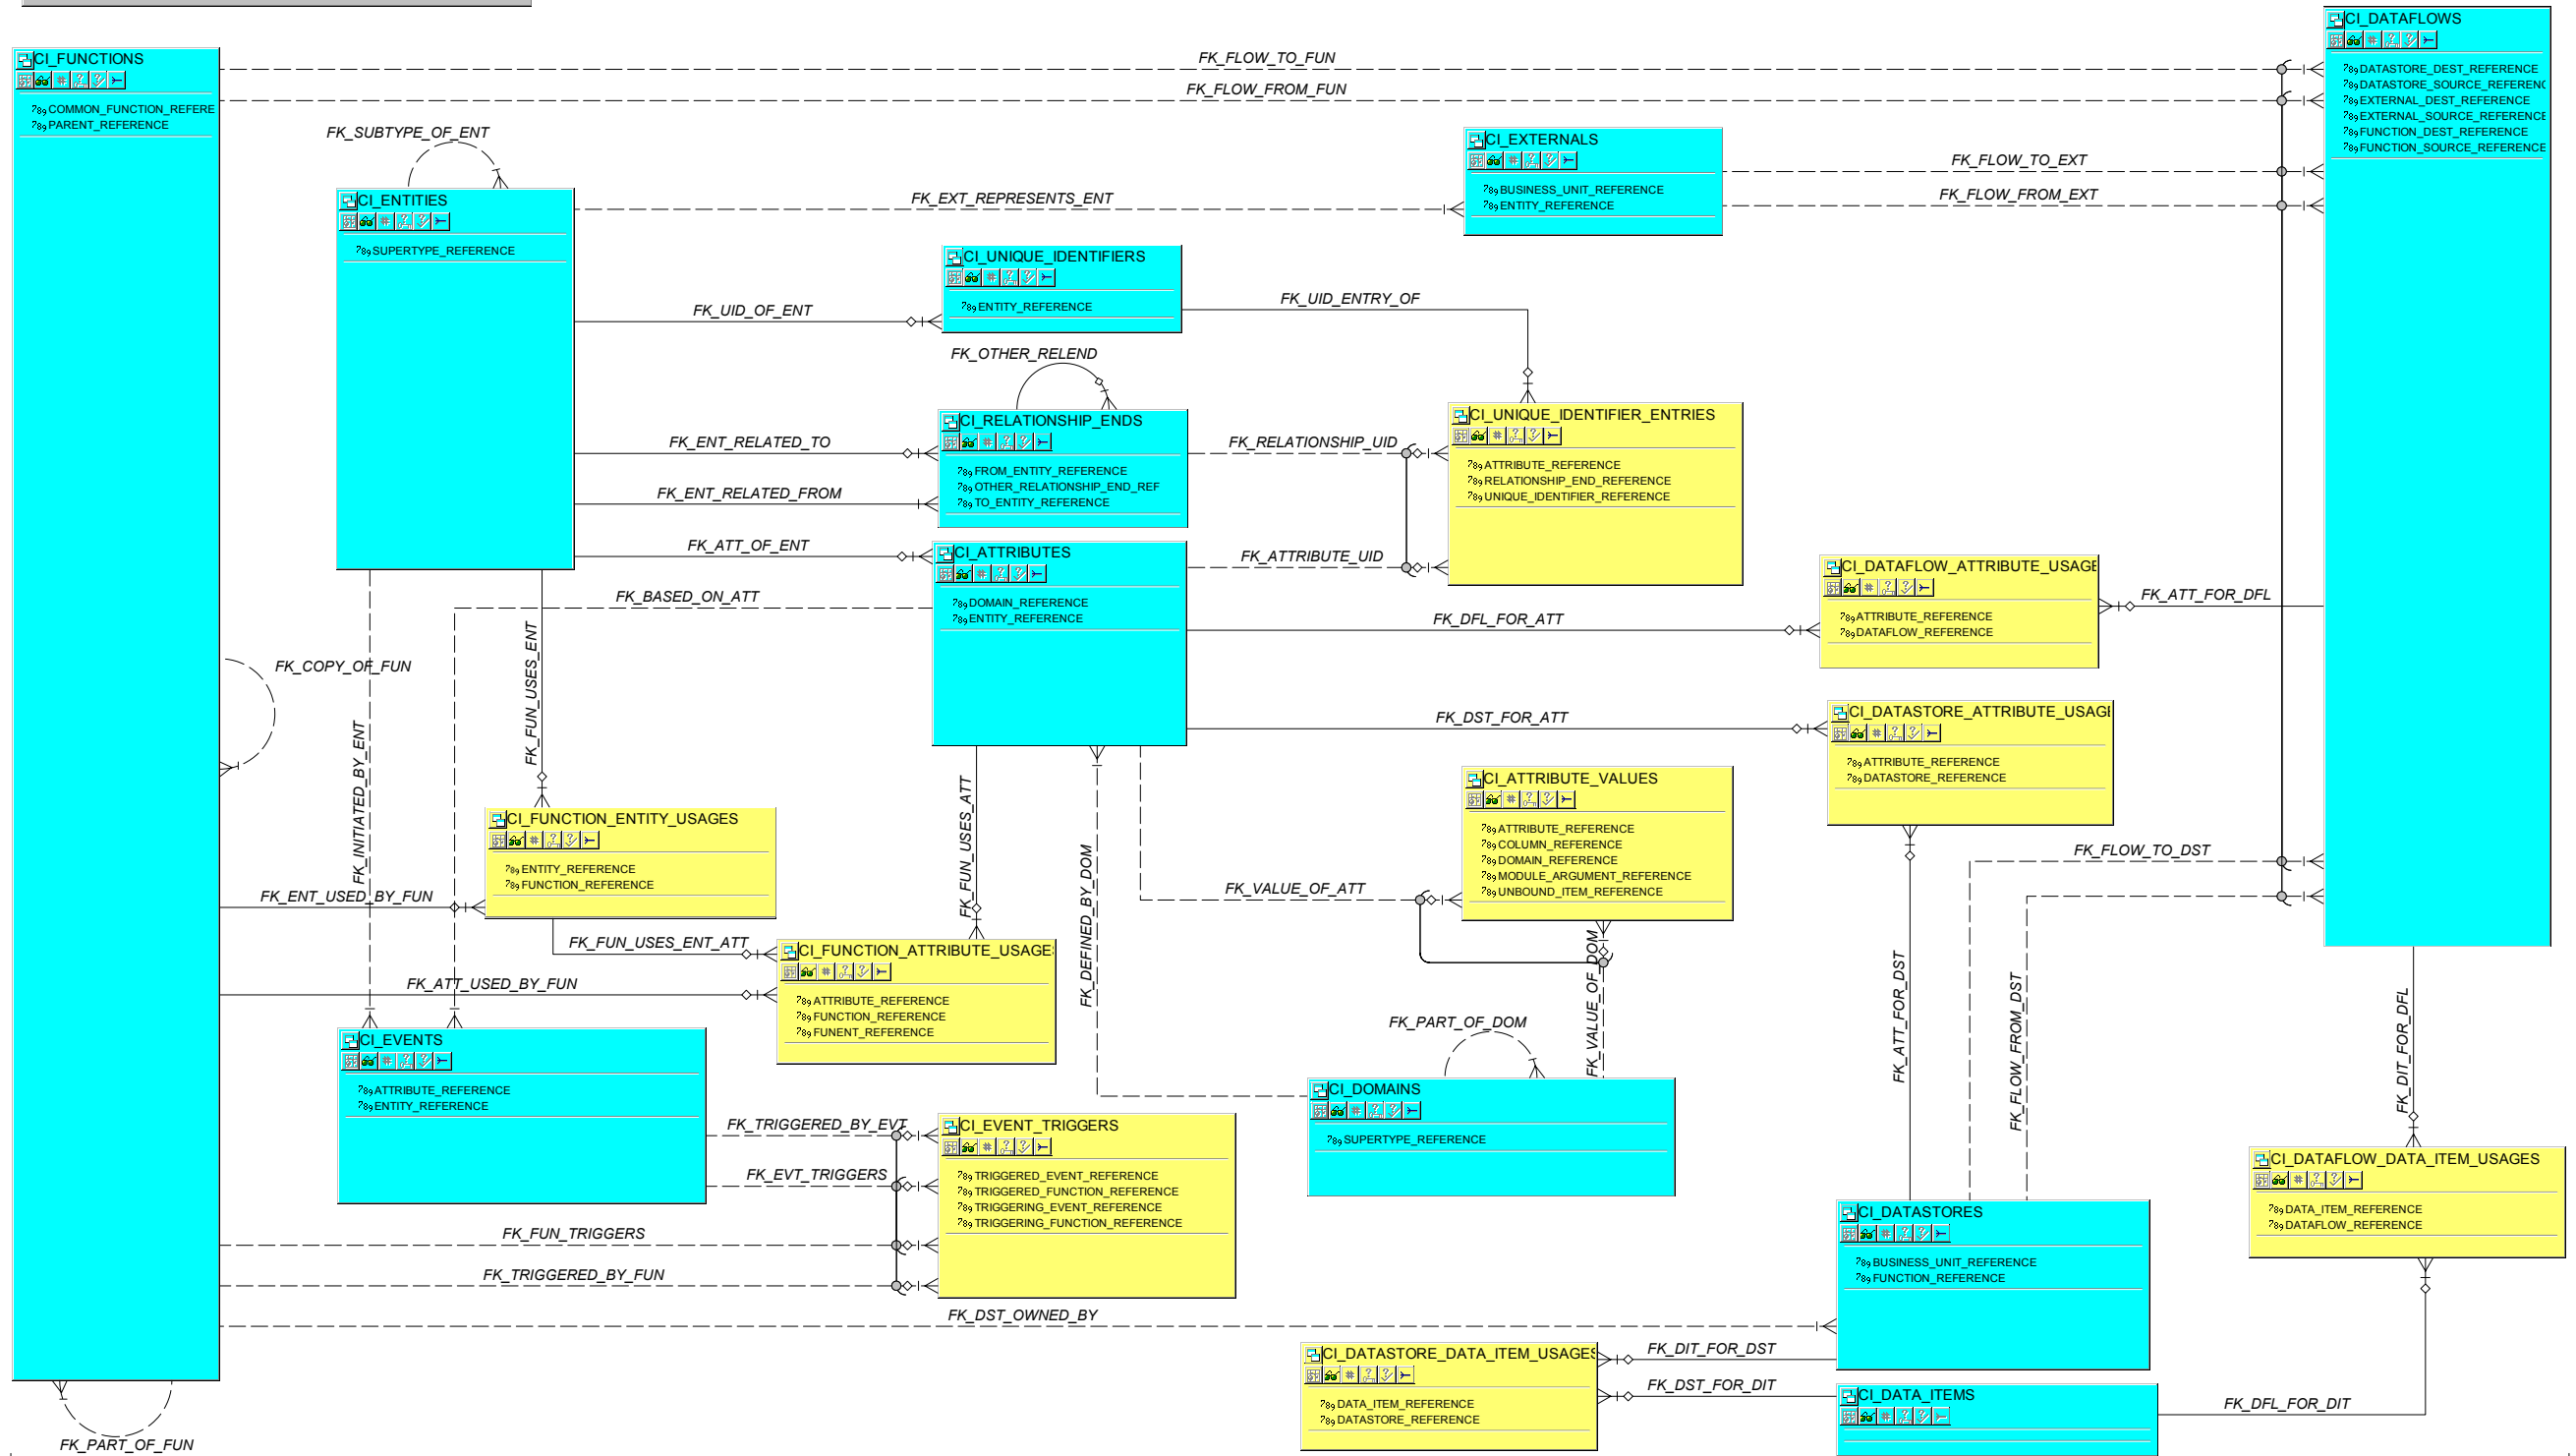 CI_FUNCTIONS
COMMON_FUNCTION_REFERE
PARENT_REFERENCE
FK_FLOW_TO_FUN
FK_FLOW_FROM_FUN
CI_DATAFLOWS
DATASTORE_DEST_REFERENCE
DATASTORE_SOURCE_REFERENC
EXTERNAL_DEST_REFERENCE
EXTERNAL_SOURCE_REFERENCE
FUNCTION_DEST_REFERENCE
FUNCTION_SOURCE_REFERENCE
FK_SUBTYPE_OF_ENT
CI_ENTITIES
SUPERTYPE_REFERENCE
FK_EXT_REPRESENTS_ENT
CI_EXTERNALS
BUSINESS_UNIT_REFERENCE
ENTITY_REFERENCE
FK_FLOW_TO_EXT
FK_FLOW_FROM_EXT
CI_UNIQUE_IDENTIFIERS
ENTITY_REFERENCE
FK_UID_OF_ENT
FK_UID_ENTRY_OF
FK_OTHER_RELEND
CI_RELATIONSHIP_ENDS
FROM_ENTITY_REFERENCE
OTHER_RELATIONSHIP_END_REF
TO_ENTITY_REFERENCE
FK_ENT_RELATED_TO
FK_ENT_RELATED_FROM
FK_RELATIONSHIP_UID
CI_UNIQUE_IDENTIFIER_ENTRIES
ATTRIBUTE_REFERENCE
RELATIONSHIP_END_REFERENCE
UNIQUE_IDENTIFIER_REFERENCE
FK_ATT_OF_ENT
CI_ATTRIBUTES
DOMAIN_REFERENCE
ENTITY_REFERENCE
FK_ATTRIBUTE_UID
FK_BASED_ON_ATT
FK_DFL_FOR_ATT
CI_DATAFLOW_ATTRIBUTE_USAGE
ATTRIBUTE_REFERENCE
DATAFLOW_REFERENCE
FK_ATT_FOR_DFL
FK_COPY_OF_FUN
FK_FUN_USES_ENT
FK_INITIATED_BY_ENT
FK_DST_FOR_ATT
CI_DATASTORE_ATTRIBUTE_USAGE
ATTRIBUTE_REFERENCE
DATASTORE_REFERENCE
CI_ATTRIBUTE_VALUES
ATTRIBUTE_REFERENCE
COLUMN_REFERENCE
DOMAIN_REFERENCE
MODULE_ARGUMENT_REFERENCE
UNBOUND_ITEM_REFERENCE
FK_VALUE_OF_ATT
CI_FUNCTION_ENTITY_USAGES
ENTITY_REFERENCE
FUNCTION_REFERENCE
FK_ENT_USED_BY_FUN
FK_FUN_USES_ATT
FK_DEFINED_BY_DOM
FK_FLOW_TO_DST
FK_FUN_USES_ENT_ATT
CI_FUNCTION_ATTRIBUTE_USAGES
ATTRIBUTE_REFERENCE
FUNCTION_REFERENCE
FUNENT_REFERENCE
FK_ATT_USED_BY_FUN
FK_VALUE_OF_DOM
FK_ATT_FOR_DST
FK_FLOW_FROM_DST
FK_DIT_FOR_DFL
CI_EVENTS
ATTRIBUTE_REFERENCE
ENTITY_REFERENCE
FK_PART_OF_DOM
CI_DOMAINS
SUPERTYPE_REFERENCE
FK_TRIGGERED_BY_EVT
FK_EVT_TRIGGERS
FK_FUN_TRIGGERS
FK_TRIGGERED_BY_FUN
CI_EVENT_TRIGGERS
TRIGGERED_EVENT_REFERENCE
TRIGGERED_FUNCTION_REFERENCE
TRIGGERING_EVENT_REFERENCE
TRIGGERING_FUNCTION_REFERENCE
CI_DATAFLOW_DATA_ITEM_USAGES
DATA_ITEM_REFERENCE
DATAFLOW_REFERENCE
CI_DATASTORES
BUSINESS_UNIT_REFERENCE
FUNCTION_REFERENCE
FK_DST_OWNED_BY
CI_DATASTORE_DATA_ITEM_USAGES
DATA_ITEM_REFERENCE
DATASTORE_REFERENCE
FK_DIT_FOR_DST
FK_DST_FOR_DIT
CI_DATA_ITEMS
FK_DFL_FOR_DIT
FK_PART_OF_FUN